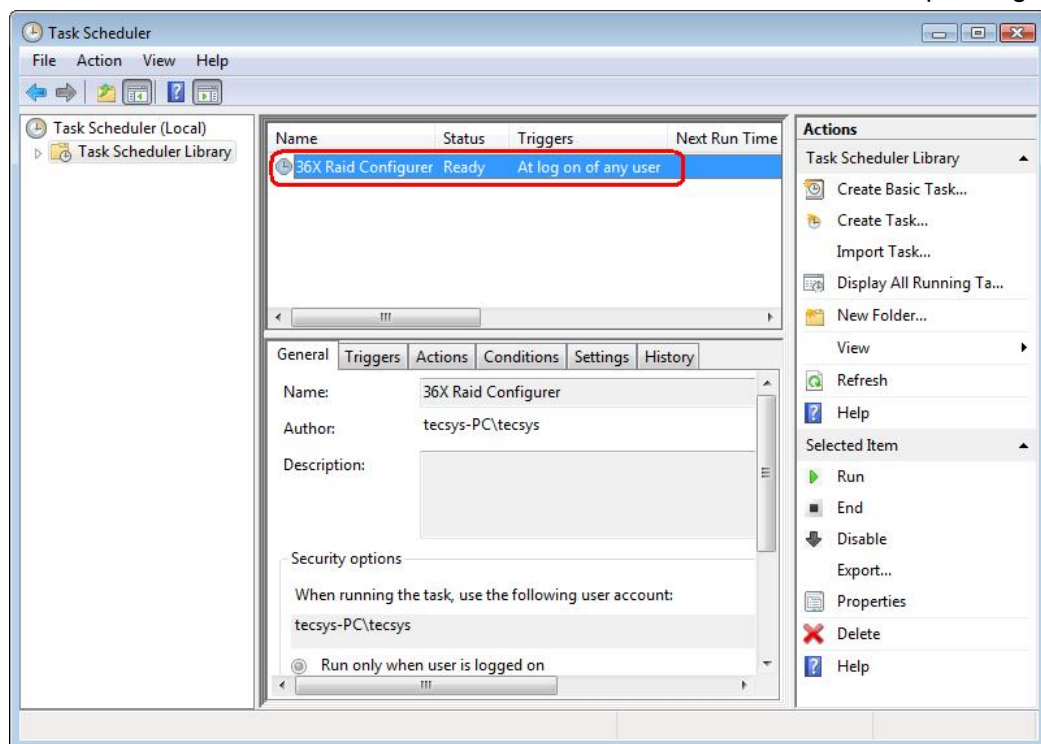 Task Scheduler
File Action View Help
Task Scheduler (Local)
Task Scheduler Library
Name Status Triggers Next Run Time
36X Raid Configurer Ready At log on of any user
General Triggers Actions Conditions Settings History
Name: 36X Raid Configurer
Author: tecsys-PC\tecsys
Description:
Security options
When running the task, use the following user account:
tecsys-PC\tecsys
Run only when user is logged on
Actions
Task Scheduler Library
Create Basic Task...
Create Task...
Import Task...
Display All Running Ta...
New Folder...
View
Refresh
Help
Selected Item
Run
End
Disable
Export...
Properties
Delete
Help